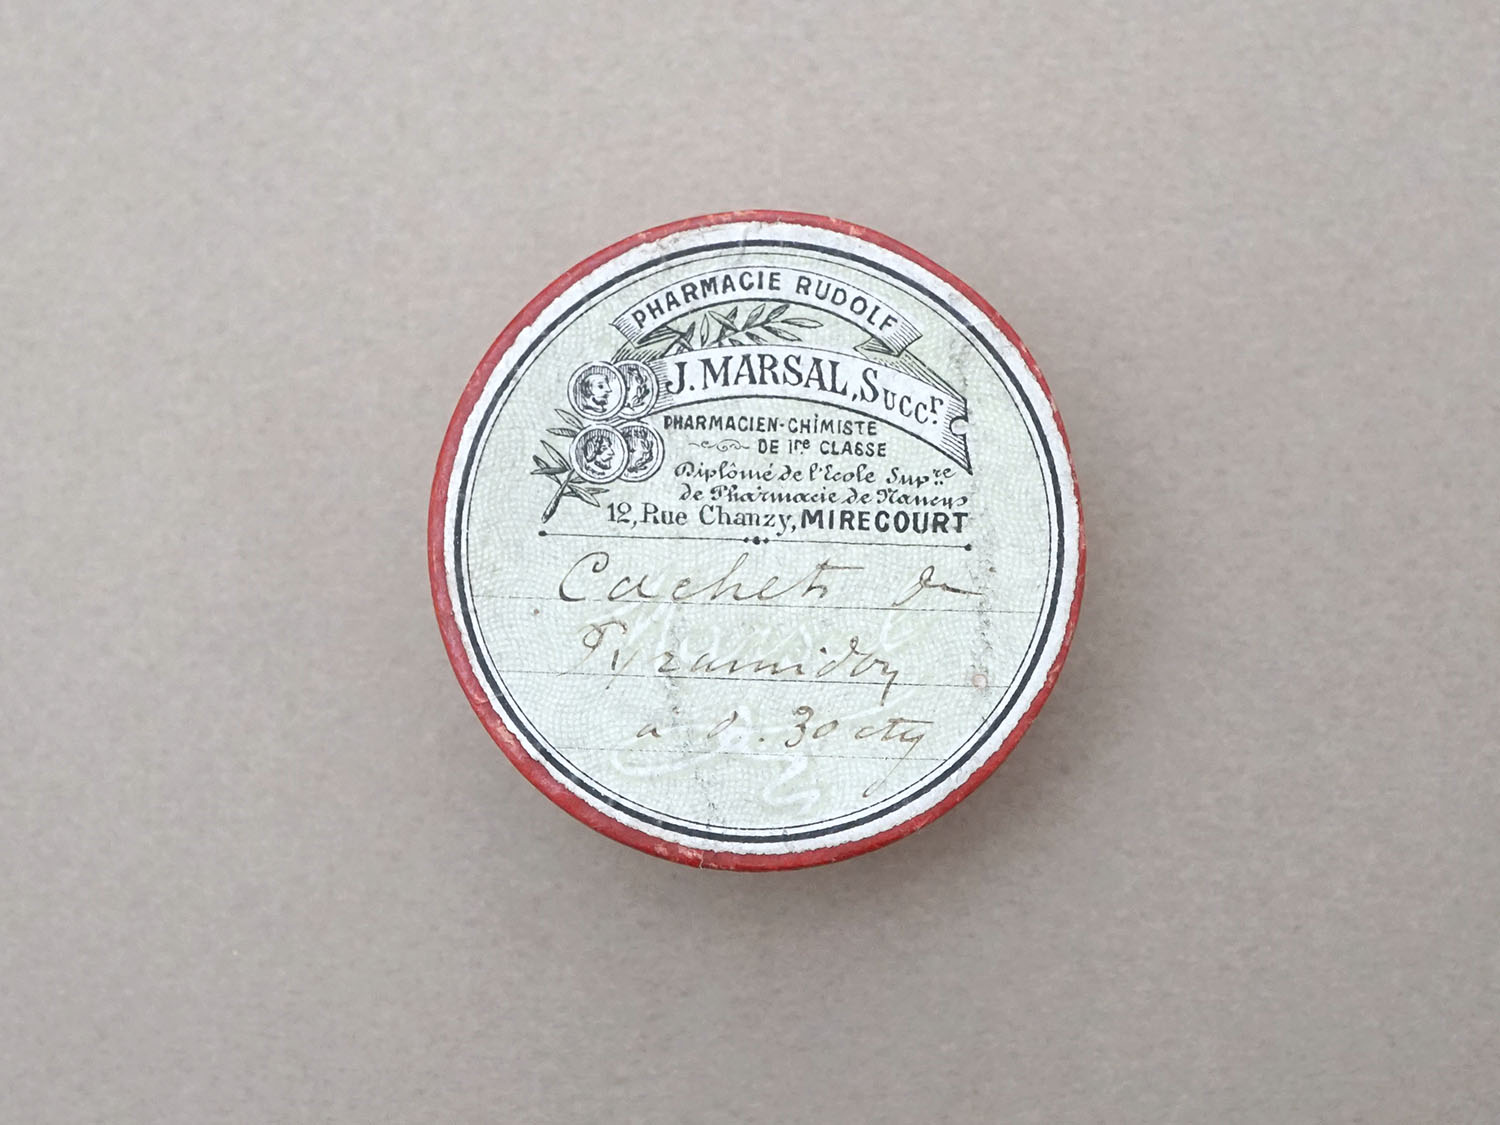 PHARMACIE RUDOLF
J. MARSAL, Succr.
PHARMACIEN-CHIMISTE
DE 1re CLASSE
Diplômé de l'Ecole Supre
de Pharmacie de Nancy
12, Rue Chanzy, MIRECOURT
Cachets de
Pyramidon
à 0.30 ctg
Marsal